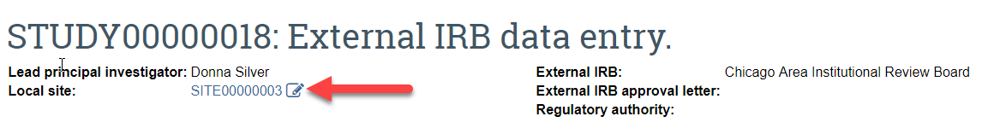 STUDY00000018: External IRB data entry.
Lead principal investigator: Donna Silver
Local site: SITE00000003
External IRB: Chicago Area Institutional Review Board
External IRB approval letter:
Regulatory authority: